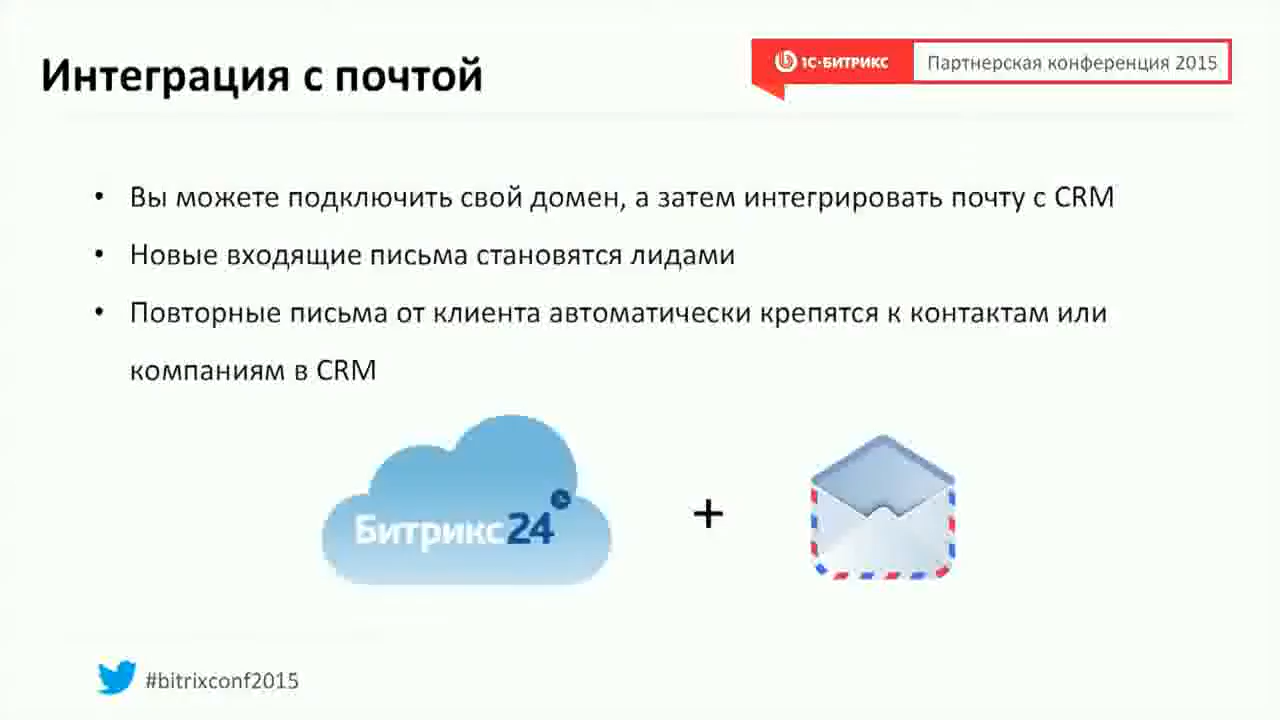 Интеграция с почтой
1С-БИТРИКС
Партнерская конференция 2015
• Вы можете подключить свой домен, а затем интегрировать почту с CRM
• Новые входящие письма становятся лидами
• Повторные письма от клиента автоматически крепятся к контактам или
компаниям в CRM
Битрикс24
+
#bitrixconf2015